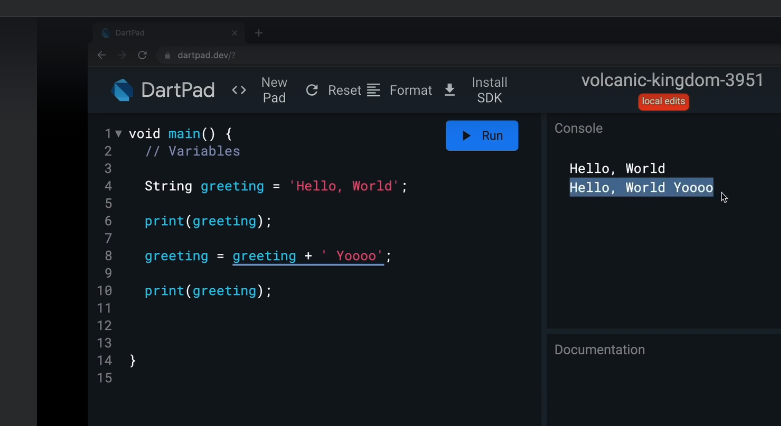 DartPad
dartpad.dev/?
DartPad
<> New Pad
Reset
Format
Install SDK
volcanic-kingdom-3951
local edits
Run
1 void main() {
2 // Variables
3
4 String greeting = 'Hello, World';
5
6 print(greeting);
7
8 greeting = greeting + ' Yoooo';
9
10 print(greeting);
11
12
13
14 }
15
Console
Hello, World
Hello, World Yoooo
Documentation